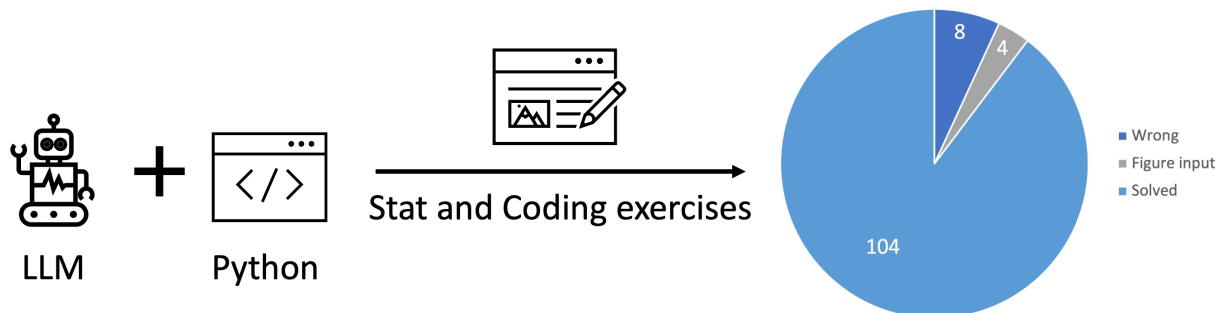 8
4
Wrong
Figure input
Solved
</>
Stat and Coding exercises
104
LLM
Python